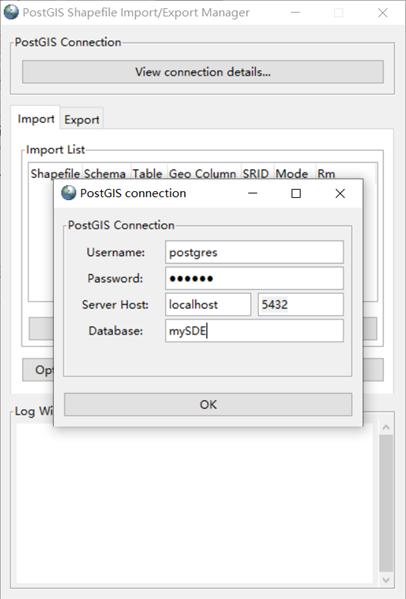 PostGIS Shapefile Import/Export Manager
PostGIS Connection
View connection details...
Import Export
Import List
Shapefile Schema Table Geo Column SRID Mode Rm
PostGIS connection
PostGIS Connection
Username: postgres
Password: ●●●●●●
Server Host: localhost 5432
Database: mySDE
OK
Opt
Log Wi